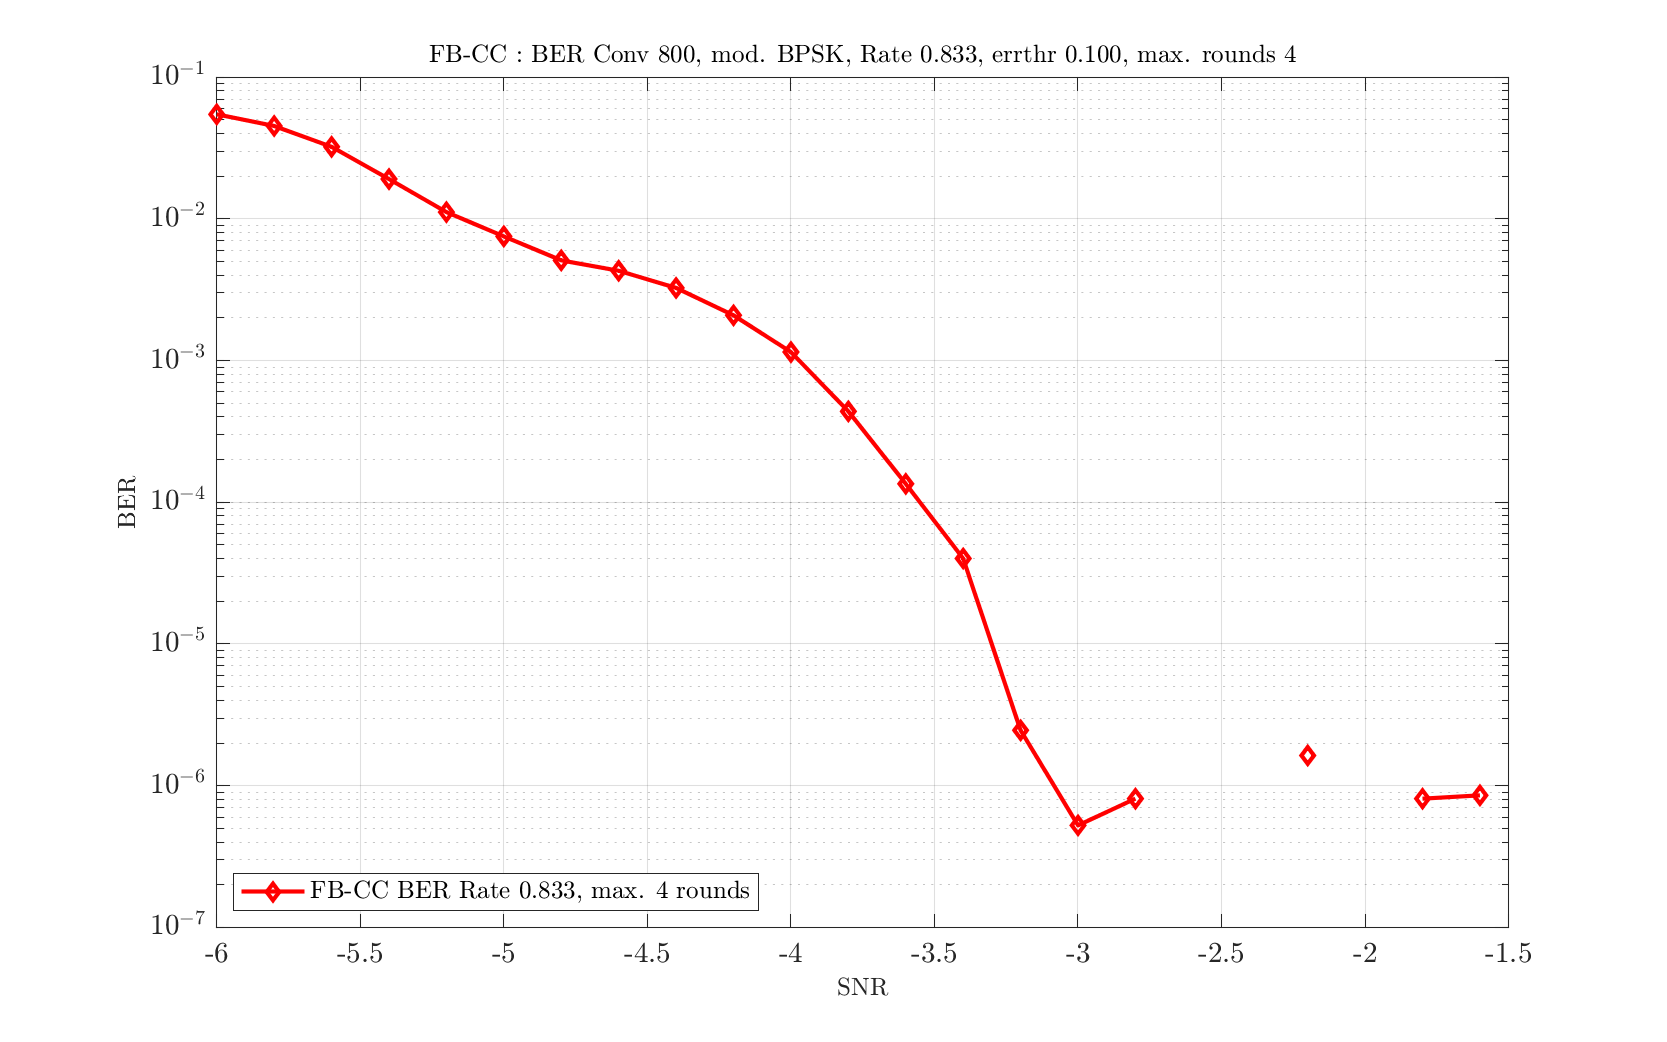 FB-CC : BER Conv 800, mod. BPSK, Rate 0.833, errthr 0.100, max. rounds 4
10^{-1}
10^{-2}
10^{-3}
10^{-4}
10^{-5}
10^{-6}
10^{-7}
BER
FB-CC BER Rate 0.833, max. 4 rounds
-6 -5.5 -5 -4.5 -4 -3.5 -3 -2.5 -2 -1.5
SNR